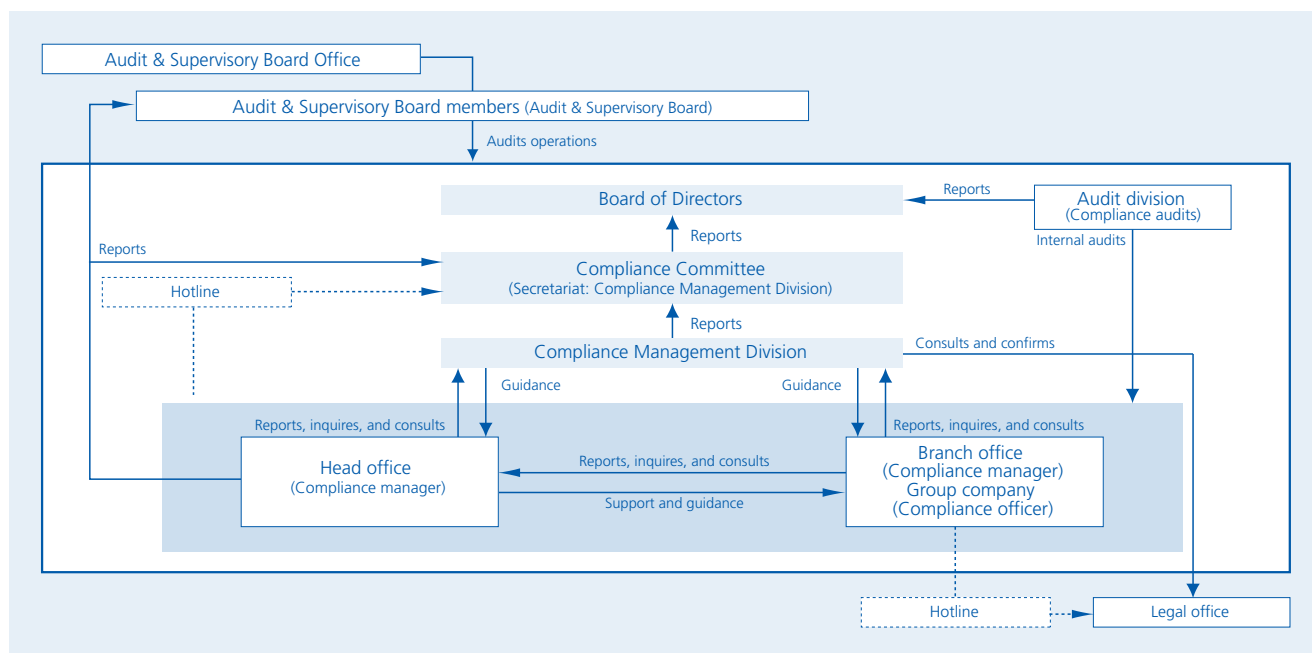 Audit & Supervisory Board Office
Audit & Supervisory Board members (Audit & Supervisory Board)
Audits operations
Board of Directors
Reports
Audit division
(Compliance audits)
Reports
Internal audits
Reports
Compliance Committee
(Secretariat: Compliance Management Division)
Hotline
Reports
Compliance Management Division
Consults and confirms
Guidance
Guidance
Reports, inquires, and consults
Reports, inquires, and consults
Head office
(Compliance manager)
Reports, inquires, and consults
Support and guidance
Branch office
(Compliance manager)
Group company
(Compliance officer)
Hotline
Legal office